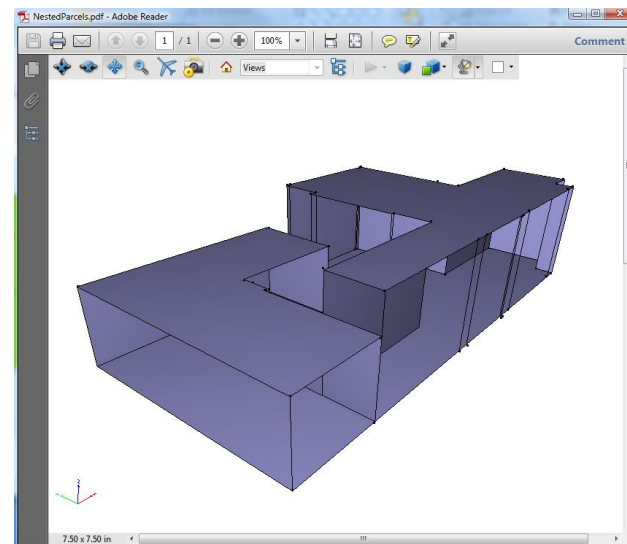 NestedParcels.pdf - Adobe Reader
1 / 1 100% Comment
Views
z
7.50 x 7.50 in